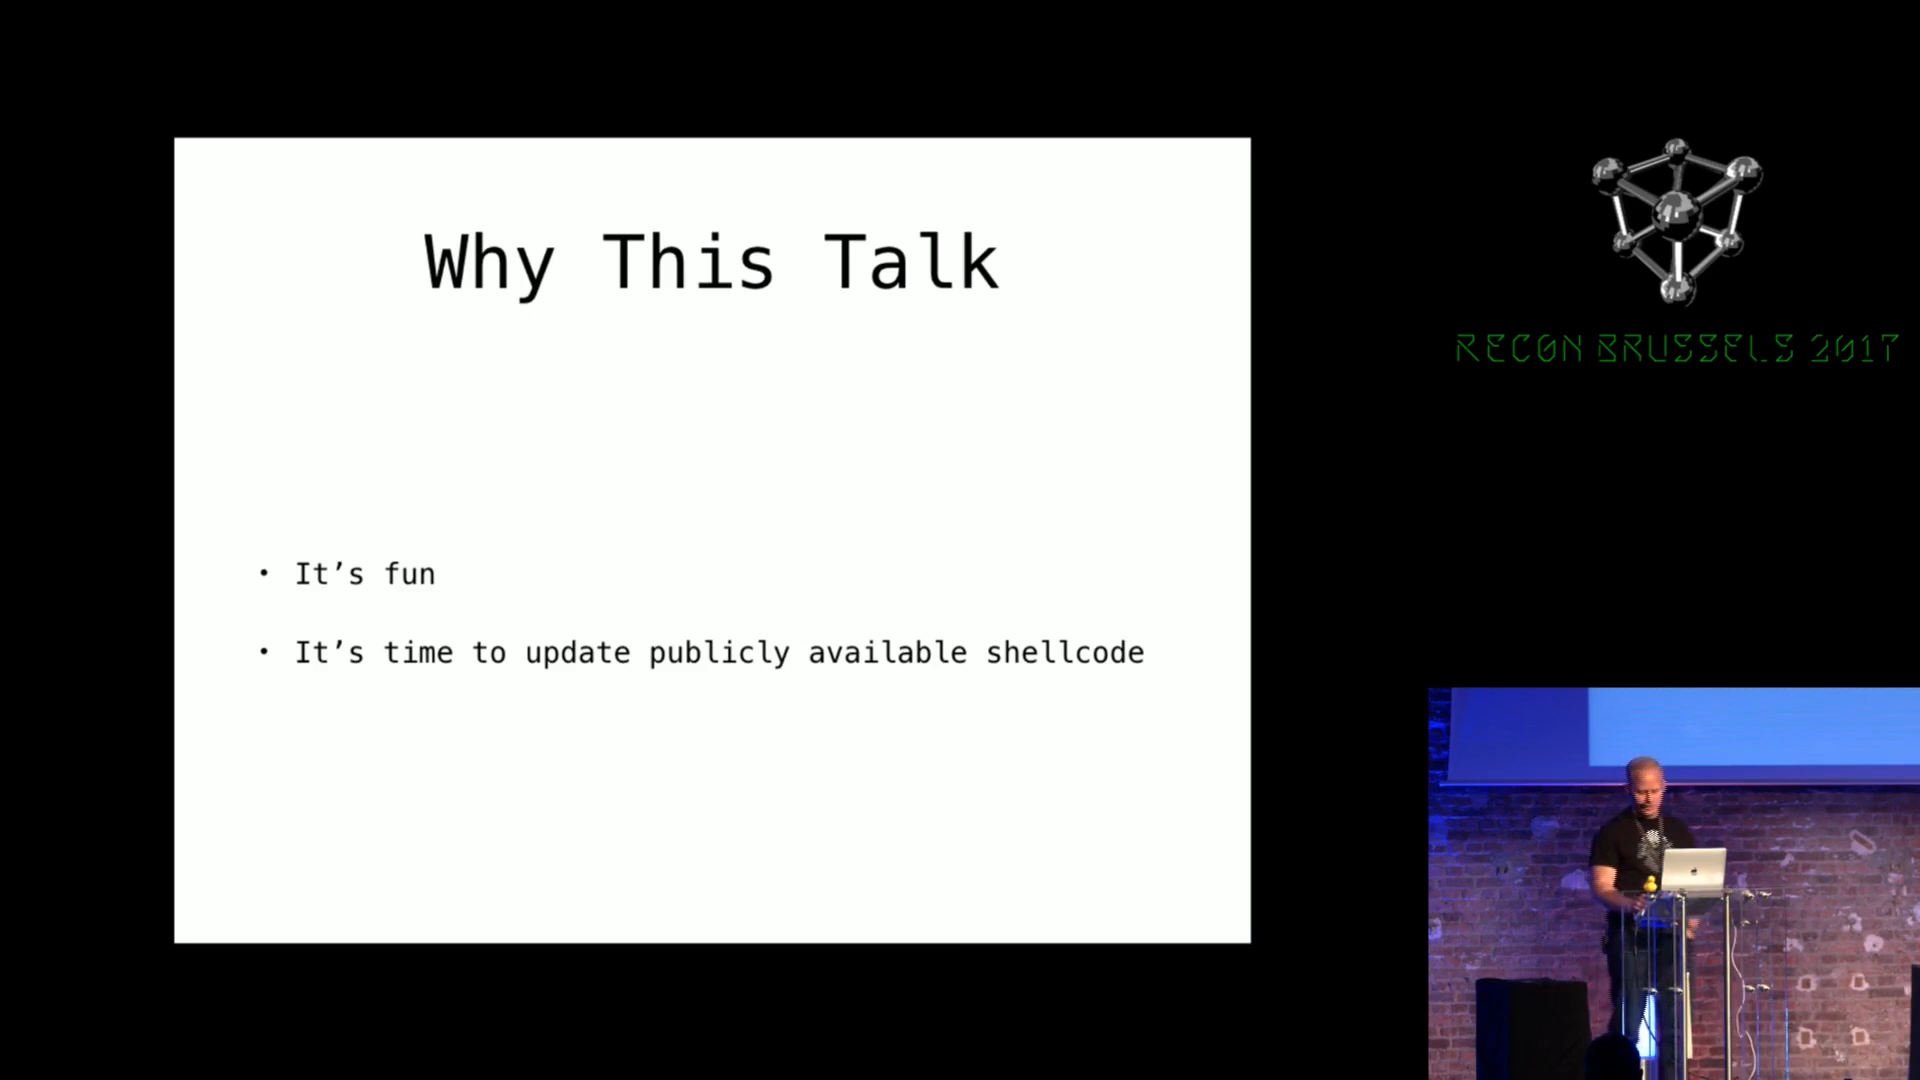 Why This Talk
• It’s fun
• It’s time to update publicly available shellcode
RECON BRUSSELS 2017